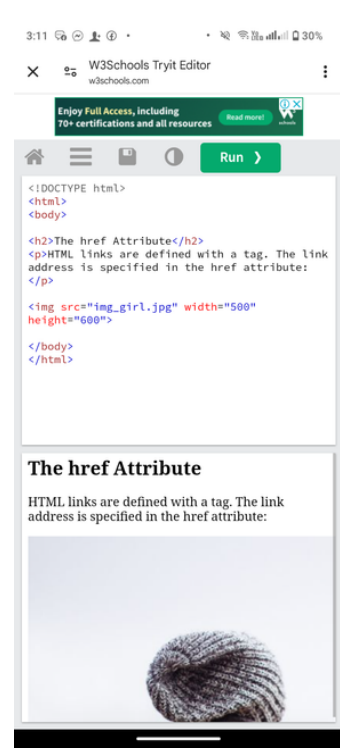 3:11 30%
W3Schools Tryit Editor
w3schools.com
Enjoy Full Access, including
70+ certifications and all resources
Read more!
Run ❯
<!DOCTYPE html>
<html>
<body>
<h2>The href Attribute</h2>
<p>HTML links are defined with a tag. The link
address is specified in the href attribute:
</p>
<img src="img_girl.jpg" width="500"
height="600">
</body>
</html>
The href Attribute
HTML links are defined with a tag. The link
address is specified in the href attribute: